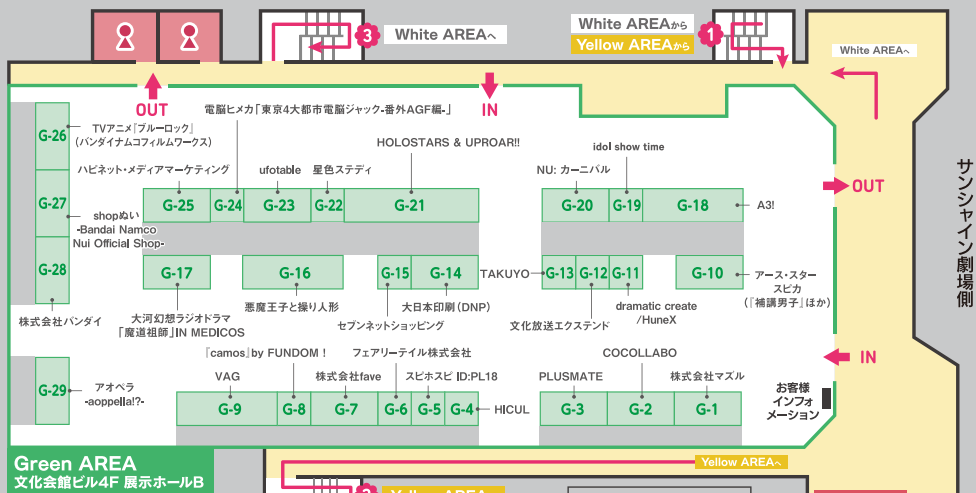 3
White AREAへ
White AREAから
Yellow AREAから
1
White AREAへ
OUT
IN
電脳ヒメカ「東京4大都市電脳ジャック-番外AGF編-」
G-26
TVアニメ『ブルーロック』
(バンダイナムコフィルムワークス)
HOLOSTARS & UPROAR!!
idol show time
ハピネット・メディアマーケティング
ufotable
星色ステディ
NU: カーニバル
G-25
G-24
G-23
G-22
G-21
G-20
G-19
G-18
A3!
OUT
サンシャイン劇場側
G-27
shopぬい
-Bandai Namco
Nui Official Shop-
G-28
株式会社バンダイ
G-17
G-16
G-15
G-14
TAKUYO
G-13
G-12
G-11
G-10
アース・スター
スピカ
(『補講男子』ほか)
大河幻想ラジオドラマ
「魔道祖師」IN MEDICOS
悪魔王子と操り人形
セブンネットショッピング
大日本印刷(DNP)
文化放送エクステンド
dramatic create
/HuneX
IN
『camos』by FUNDOM！
フェアリーテイル株式会社
COCOLLABO
VAG
株式会社fave
スピホスピ ID:PL18
PLUSMATE
株式会社マズル
G-29
アオペラ
-aoppella!?-
G-9
G-8
G-7
G-6
G-5
G-4
HICUL
G-3
G-2
G-1
お客様
インフォ
メーション
Green AREA
文化会館ビル4F 展示ホールB
Yellow AREAへ